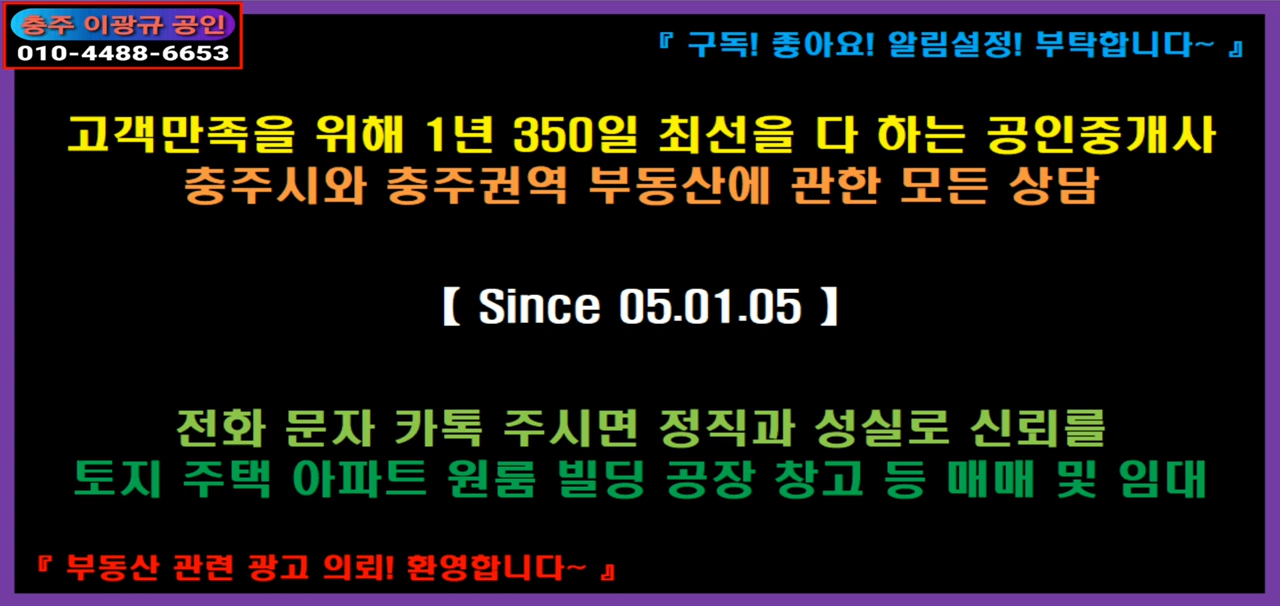 충주 이광규 공인
010-4488-6653
『 구독! 좋아요! 알림설정! 부탁합니다~ 』
고객만족을 위해 1년 350일 최선을 다 하는 공인중개사
충주시와 충주권역 부동산에 관한 모든 상담
【 Since 05.01.05 】
전화 문자 카톡 주시면 정직과 성실로 신뢰를
토지 주택 아파트 원룸 빌딩 공장 창고 등 매매 및 임대
『 부동산 관련 광고 의뢰! 환영합니다~ 』